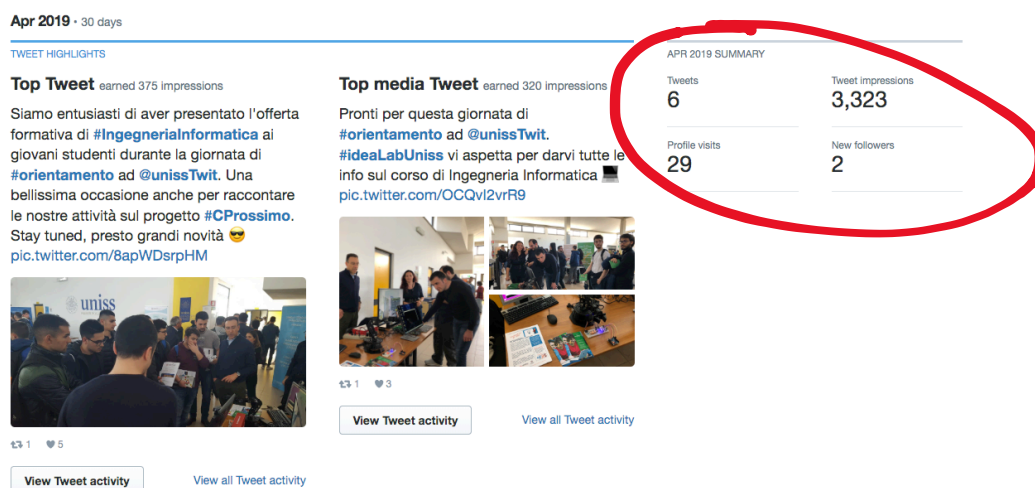 Apr 2019 • 30 days
TWEET HIGHLIGHTS
Top Tweet earned 375 impressions
Siamo entusiasti di aver presentato l'offerta
formativa di #IngegneriaInformatica ai
giovani studenti durante la giornata di
#orientamento ad @unissTwit. Una
bellissima occasione anche per raccontare
le nostre attività sul progetto #CProssimo.
Stay tuned, presto grandi novità 😎
pic.twitter.com/8apWDsrpHM
uniss
1 5
View Tweet activity
View all Tweet activity
Top media Tweet earned 320 impressions
Pronti per questa giornata di
#orientamento ad @unissTwit.
#ideaLabUniss vi aspetta per darvi tutte le
info sul corso di Ingegneria Informatica 💻
pic.twitter.com/OCQvl2vrR9
1 3
View Tweet activity
View all Tweet activity
APR 2019 SUMMARY
Tweets
6
Tweet impressions
3,323
Profile visits
29
New followers
2